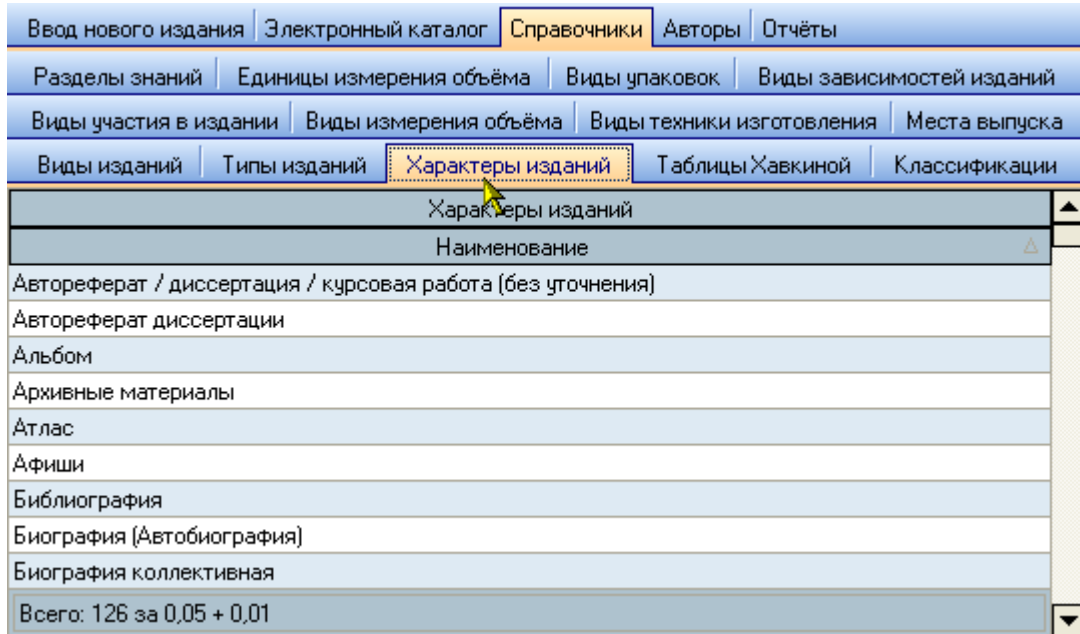 Ввод нового издания Электронный каталог Справочники Авторы Отчёты
Разделы знаний Единицы измерения объёма Виды упаковок Виды зависимостей изданий
Виды участия в издании Виды измерения объёма Виды техники изготовления Места выпуска
Виды изданий Типы изданий Характеры изданий Таблицы Хавкиной Классификации
Характеры изданий
Наименование
Автореферат / диссертация / курсовая работа (без уточнения)
Автореферат диссертации
Альбом
Архивные материалы
Атлас
Афиши
Библиография
Биография (Автобиография)
Биография коллективная
Всего: 126 за 0,05 + 0,01